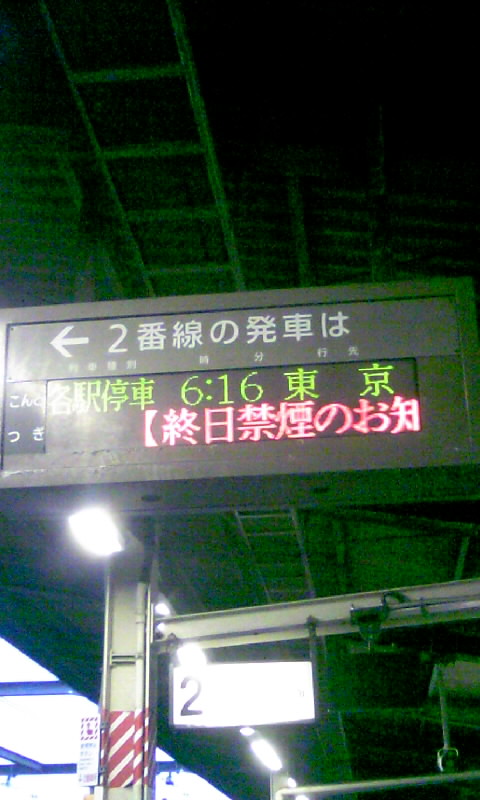 ← 2番線の発車は
列車種別 時 分 行 先
こんど 各駅停車 6:16 東 京
つ ぎ 【終日禁煙のお知
2